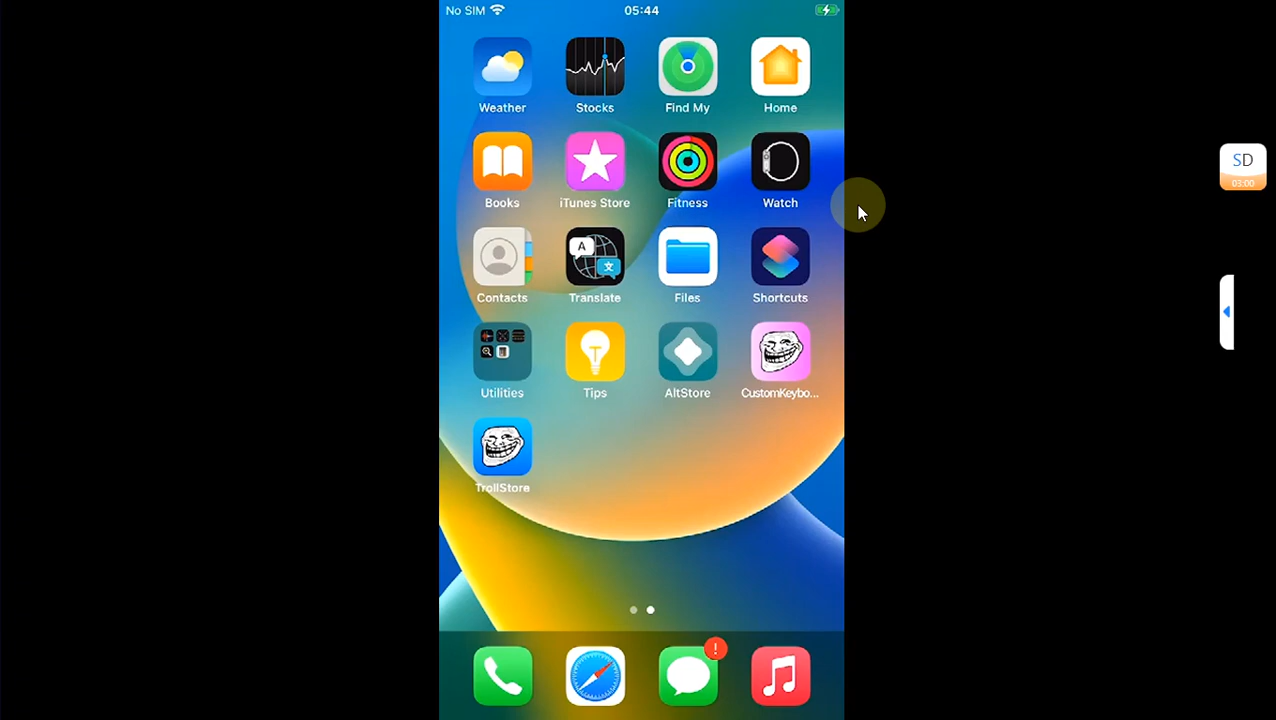 No SIM 05:44
Weather Stocks Find My Home
SD
03:00
Books iTunes Store Fitness Watch
A
文
Contacts Translate Files Shortcuts
Utilities Tips AltStore CustomKeybo...
TrollStore
!